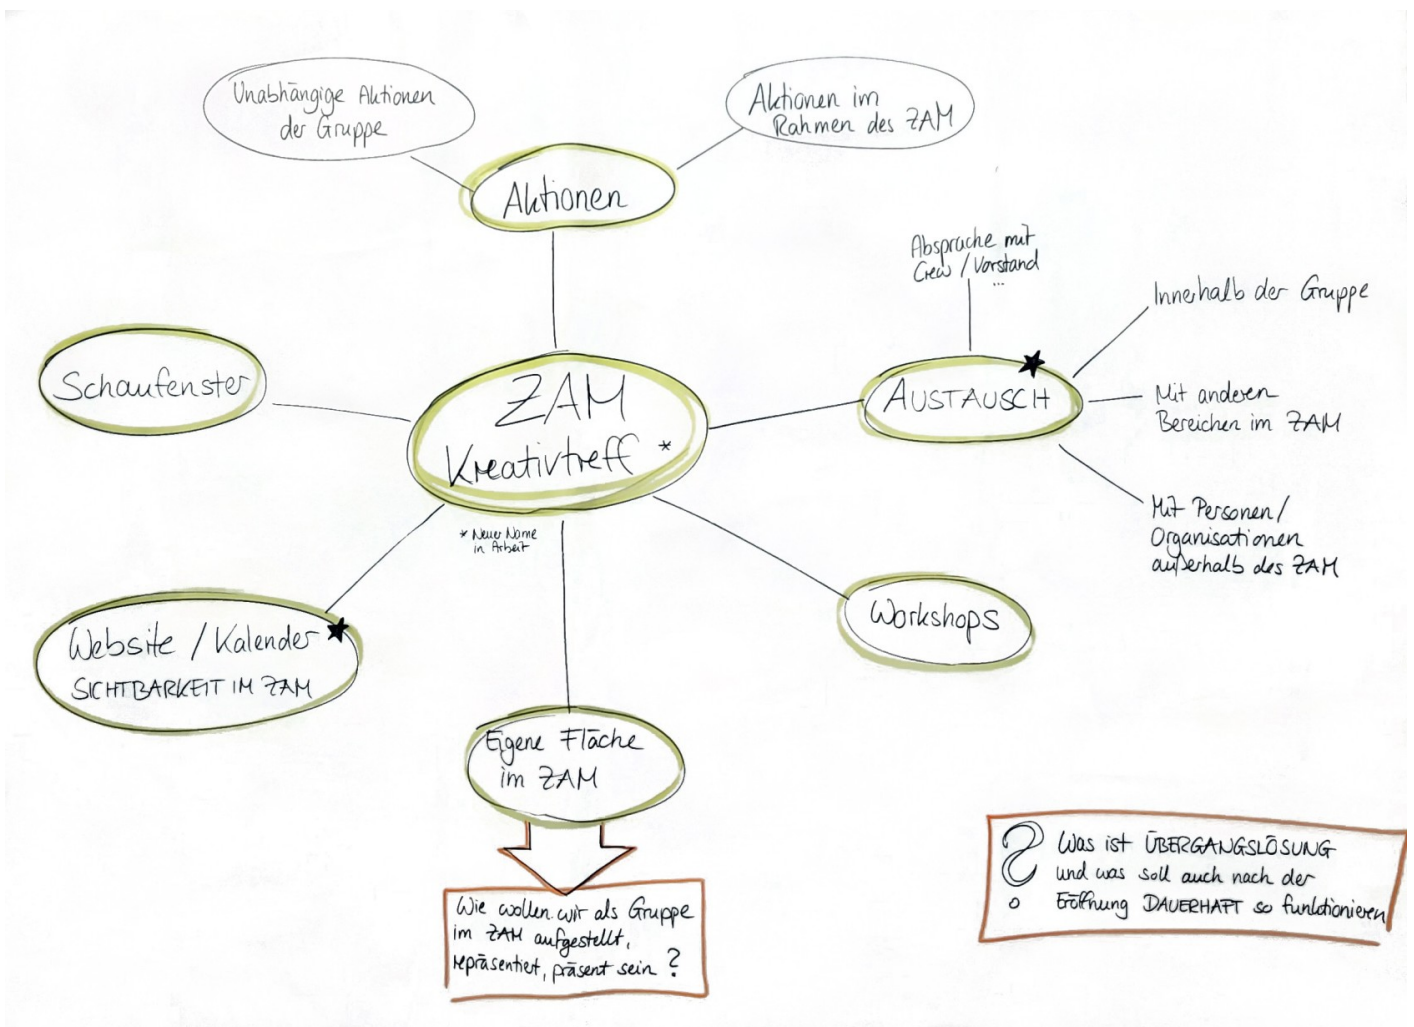 Unabhängige Aktionen
der Gruppe
Aktionen im
Rahmen des ZAM
Aktionen
Absprache mit
Crew / Vorstand
...
Innerhalb der Gruppe
Schaufenster
ZAM
Kreativtreff *
* Neuer Name
in Arbeit
AUSTAUSCH
Mit anderen
Bereichen im ZAM
Mit Personen /
Organisationen
außerhalb des ZAM
Workshops
Website / Kalender
SICHTBARKEIT IM ZAM
Eigene Fläche
im ZAM
Wie wollen wir als Gruppe
im ZAM aufgestellt,
repräsentiert, präsent sein ?
? Was ist ÜBERGANGSLÖSUNG
und was soll auch nach der
Eröffnung DAUERHAFT so funktionieren